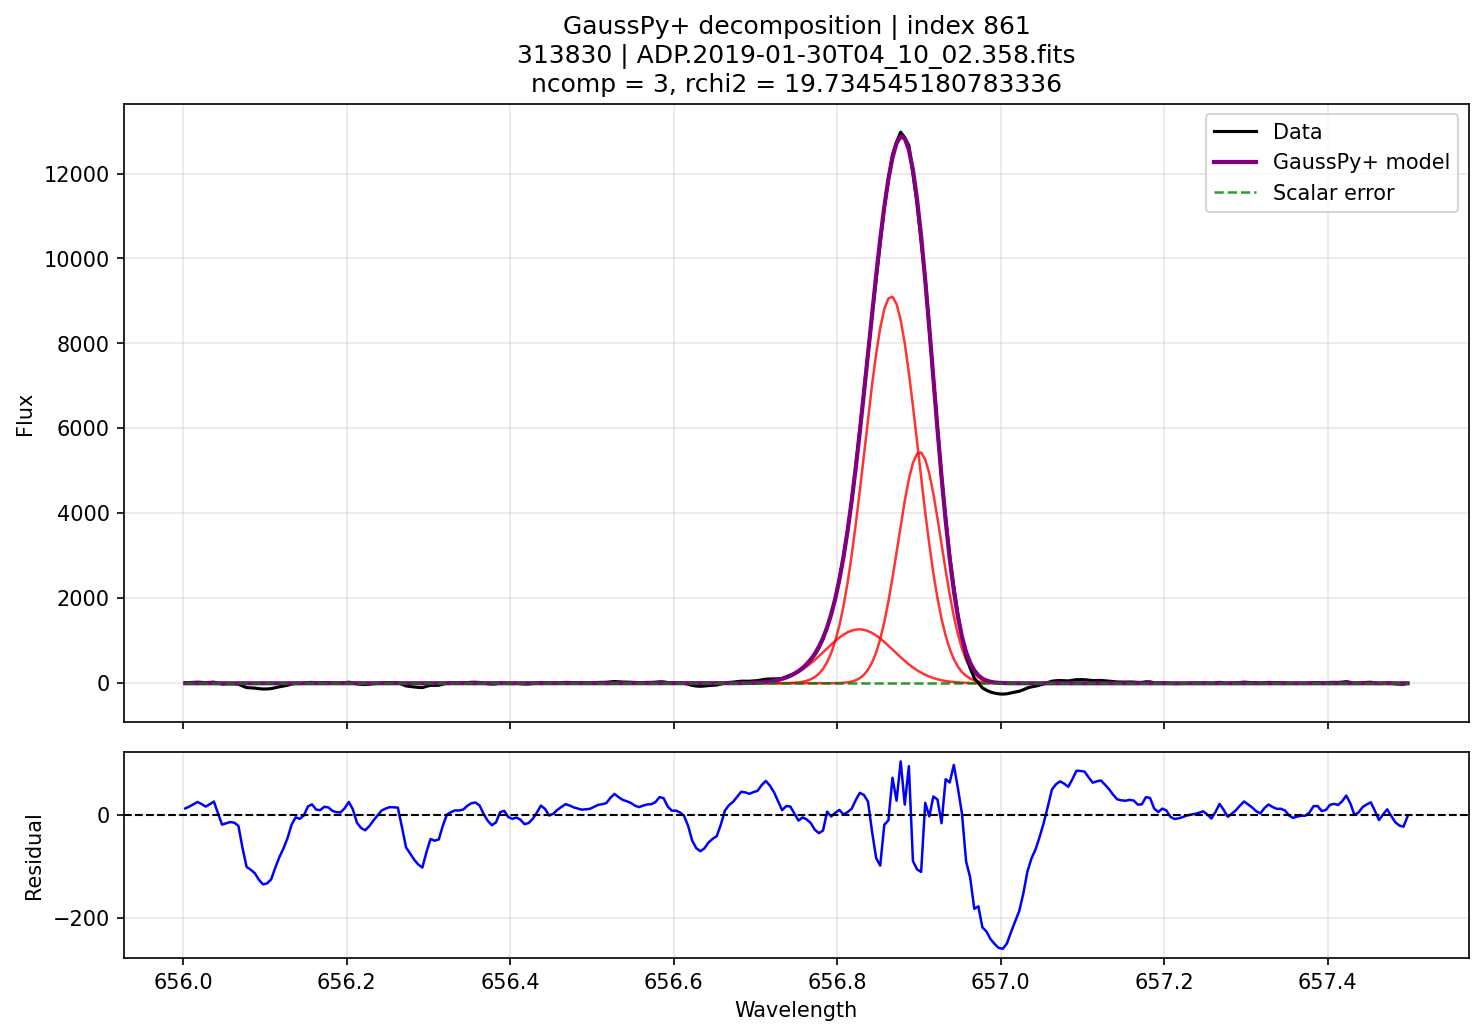 GaussPy+ decomposition | index 861
313830 | ADP.2019-01-30T04_10_02.358.fits
ncomp = 3, rchi2 = 19.734545180783336
Data
GaussPy+ model
Scalar error
12000
10000
8000
6000
4000
2000
0
Flux
0
−200
Residual
656.0 656.2 656.4 656.6 656.8 657.0 657.2 657.4
Wavelength